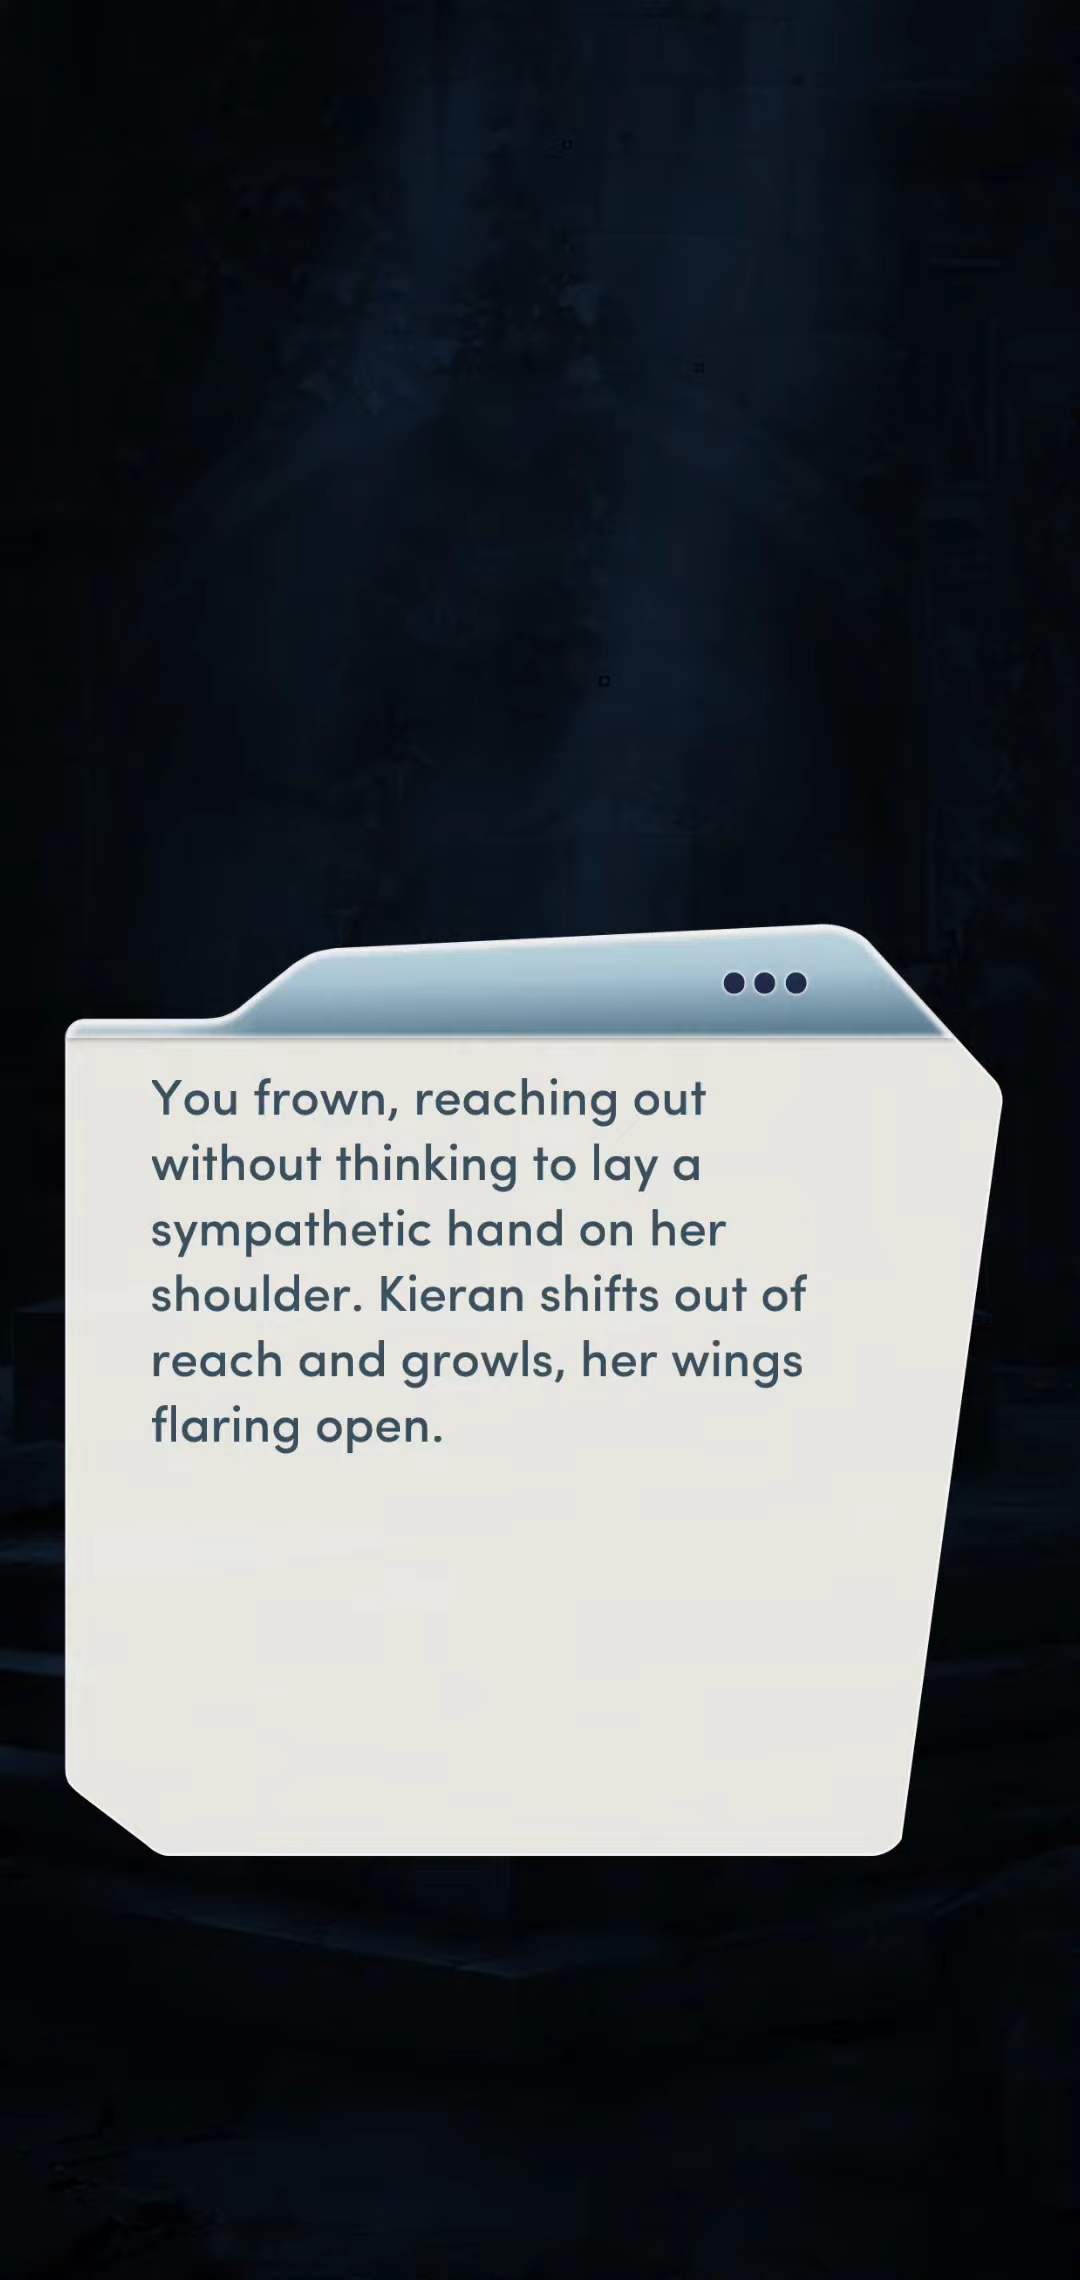 You frown, reaching out
without thinking to lay a
sympathetic hand on her
shoulder. Kieran shifts out of
reach and growls, her wings
flaring open.